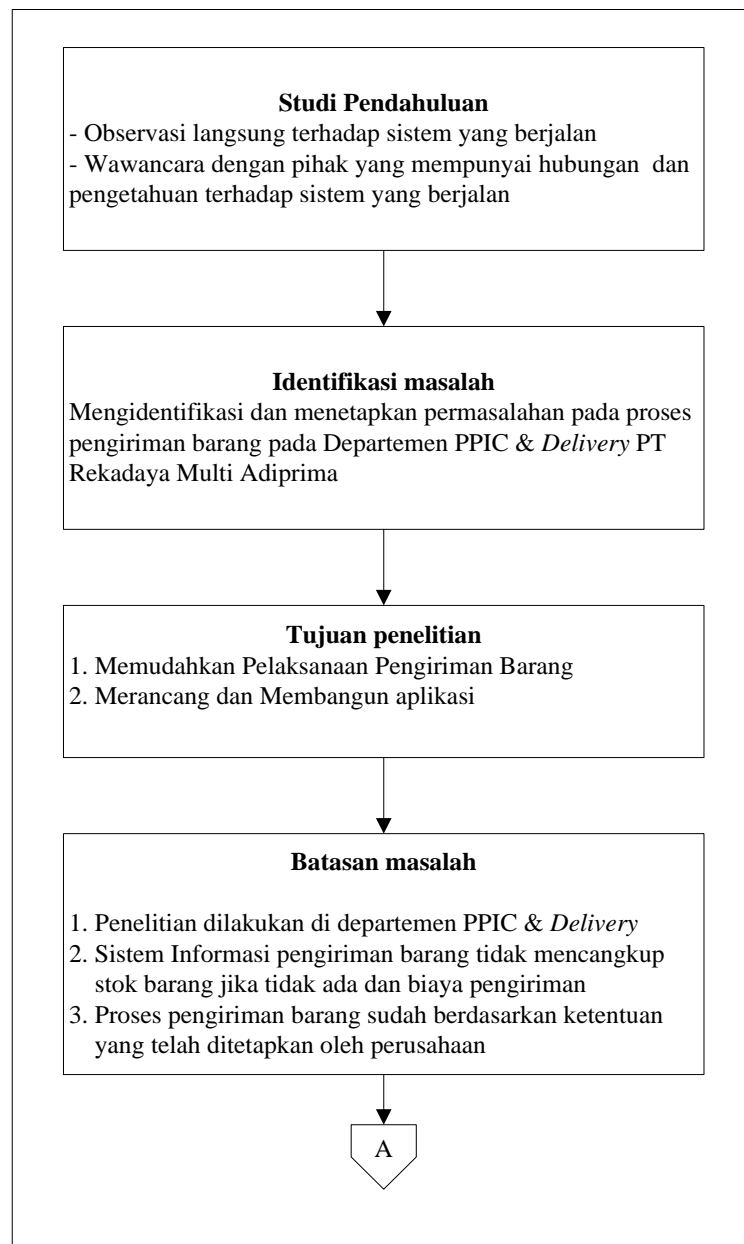 Studi Pendahuluan
- Observasi langsung terhadap sistem yang berjalan
- Wawancara dengan pihak yang mempunyai hubungan dan
pengetahuan terhadap sistem yang berjalan
Identifikasi masalah
Mengidentifikasi dan menetapkan permasalahan pada proses
pengiriman barang pada Departemen PPIC & Delivery PT
Rekadaya Multi Adiprima
Tujuan penelitian
1. Memudahkan Pelaksanaan Pengiriman Barang
2. Merancang dan Membangun aplikasi
Batasan masalah
1. Penelitian dilakukan di departemen PPIC & Delivery
2. Sistem Informasi pengiriman barang tidak mencangkup
stok barang jika tidak ada dan biaya pengiriman
3. Proses pengiriman barang sudah berdasarkan ketentuan
yang telah ditetapkan oleh perusahaan
A